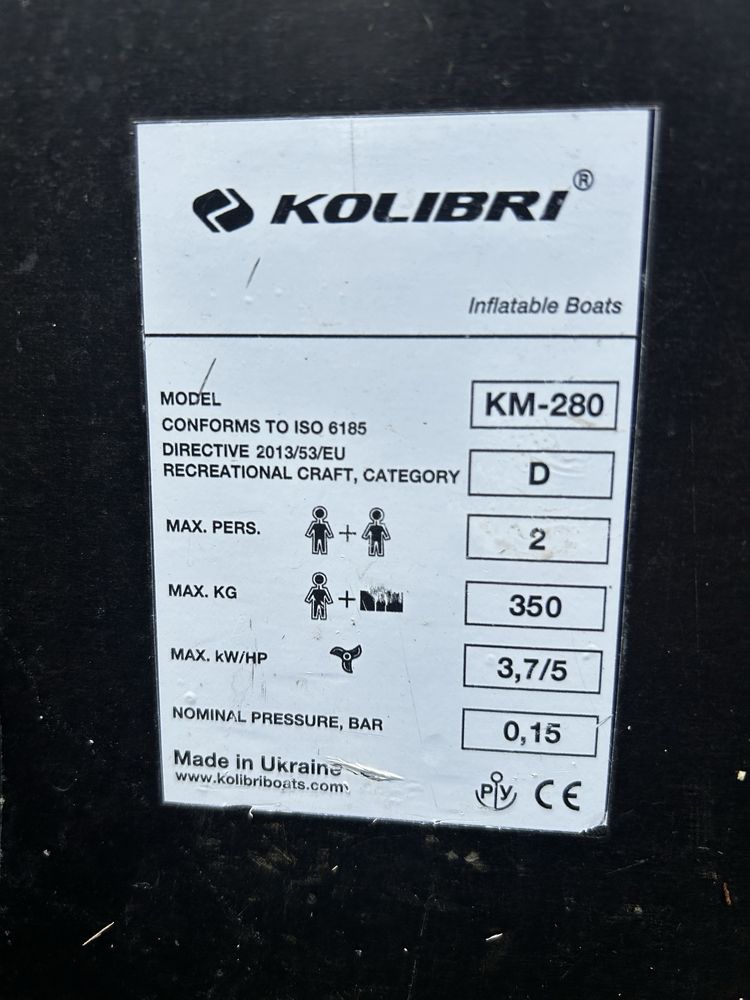 KOLIBRI®
Inflatable Boats
MODEL KM-280
CONFORMS TO ISO 6185
DIRECTIVE 2013/53/EU
RECREATIONAL CRAFT, CATEGORY D
MAX. PERS. + 2
MAX. KG + 350
MAX. kW/HP 3,7/5
NOMINAL PRESSURE, BAR 0,15
Made in Ukraine
www.kolibriboats.com
РУ CE